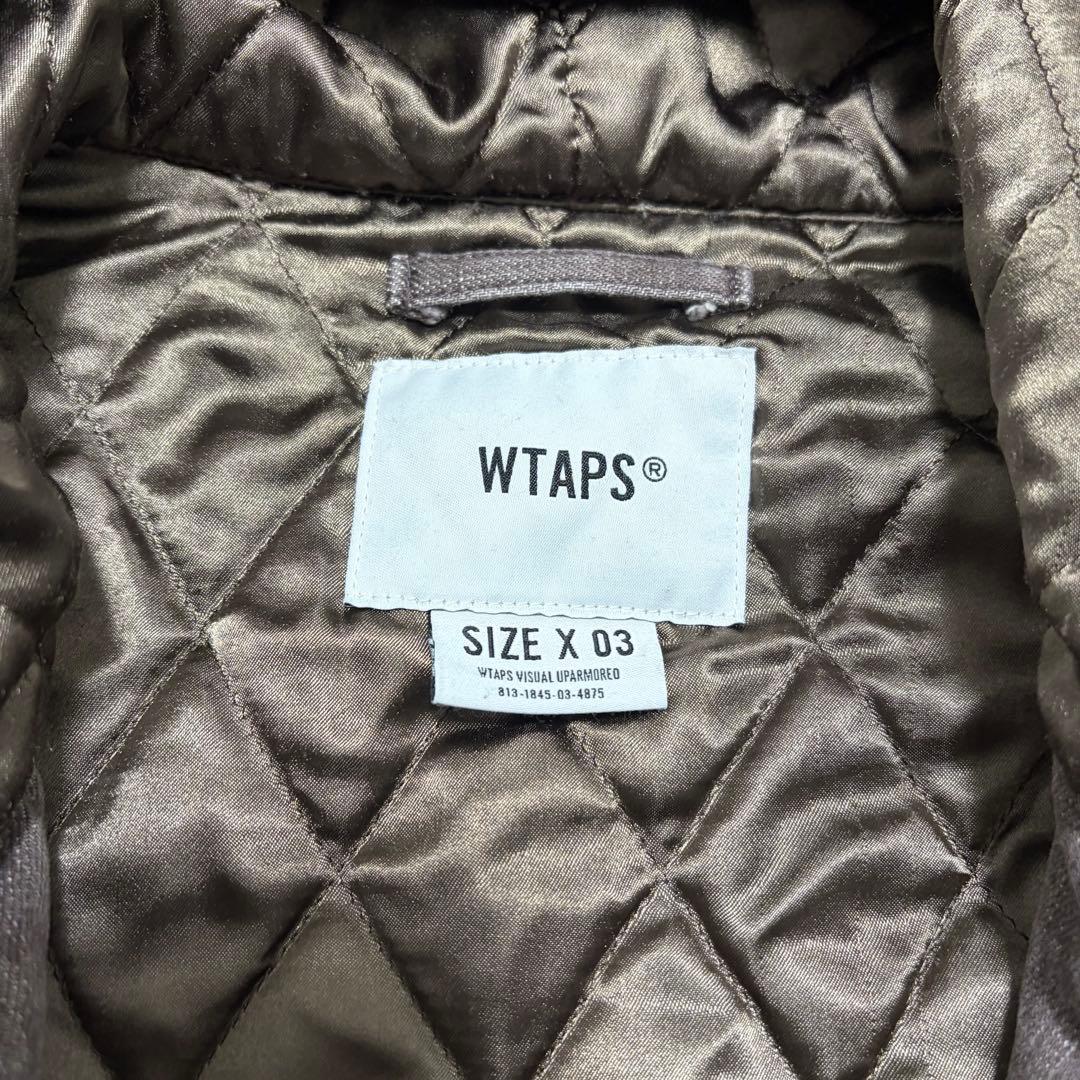 WTAPS®
SIZE X 03
WTAPS VISUAL UPARMORED
813-1845-03-4875